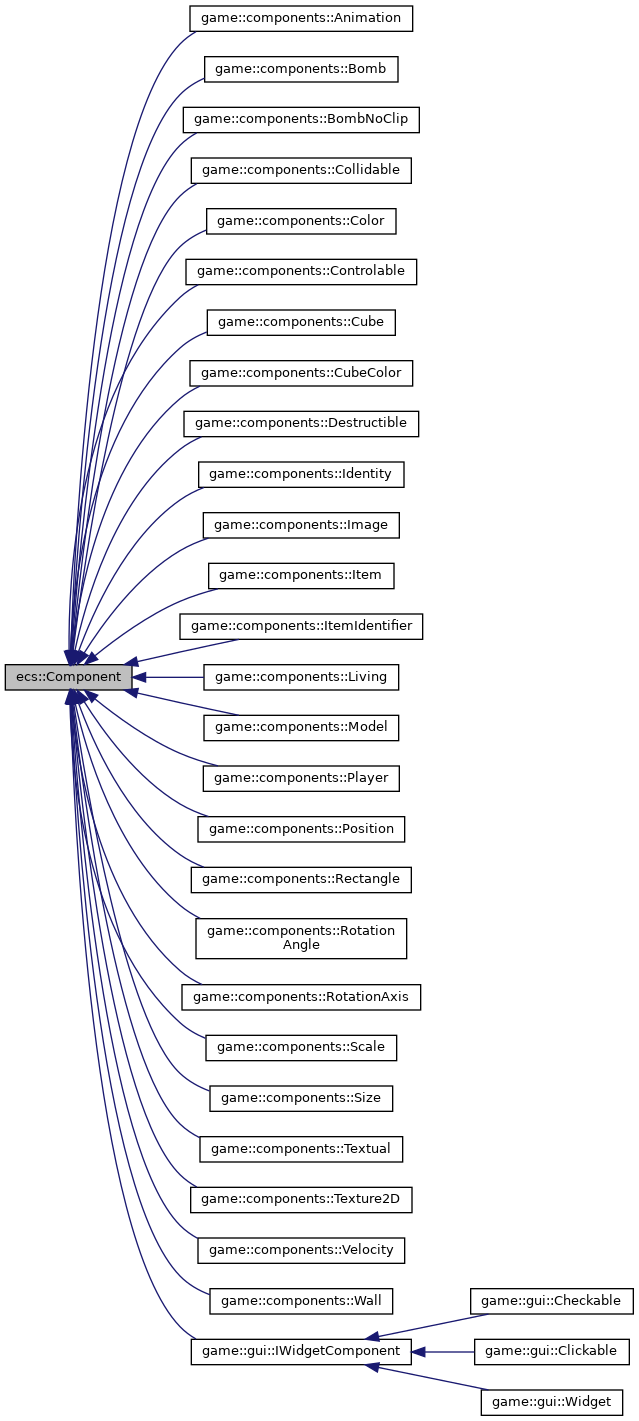 game::components::Animation
game::components::Bomb
game::components::BombNoClip
game::components::Collidable
game::components::Color
game::components::Controlable
game::components::Cube
game::components::CubeColor
game::components::Destructible
game::components::Identity
game::components::Image
game::components::Item
game::components::ItemIdentifier
ecs::Component
game::components::Living
game::components::Model
game::components::Player
game::components::Position
game::components::Rectangle
game::components::Rotation
Angle
game::components::RotationAxis
game::components::Scale
game::components::Size
game::components::Textual
game::components::Texture2D
game::components::Velocity
game::components::Wall
game::gui::Checkable
game::gui::IWidgetComponent
game::gui::Clickable
game::gui::Widget